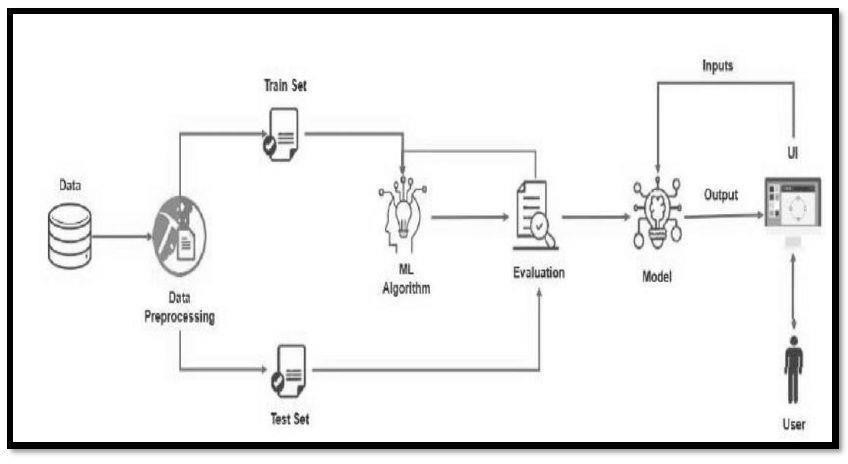 Train Set
Inputs
UI
Data
Output
ML
Algorithm
Evaluation
Model
Data
Preprocessing
Test Set
User